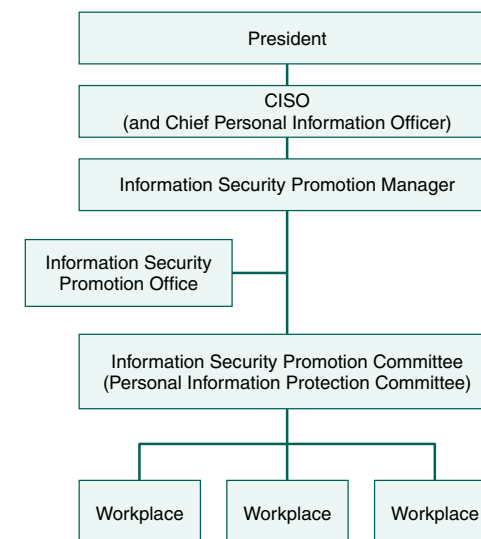 President
CISO
(and Chief Personal Information Officer)
Information Security Promotion Manager
Information Security
Promotion Office
Information Security Promotion Committee
(Personal Information Protection Committee)
Workplace
Workplace
Workplace